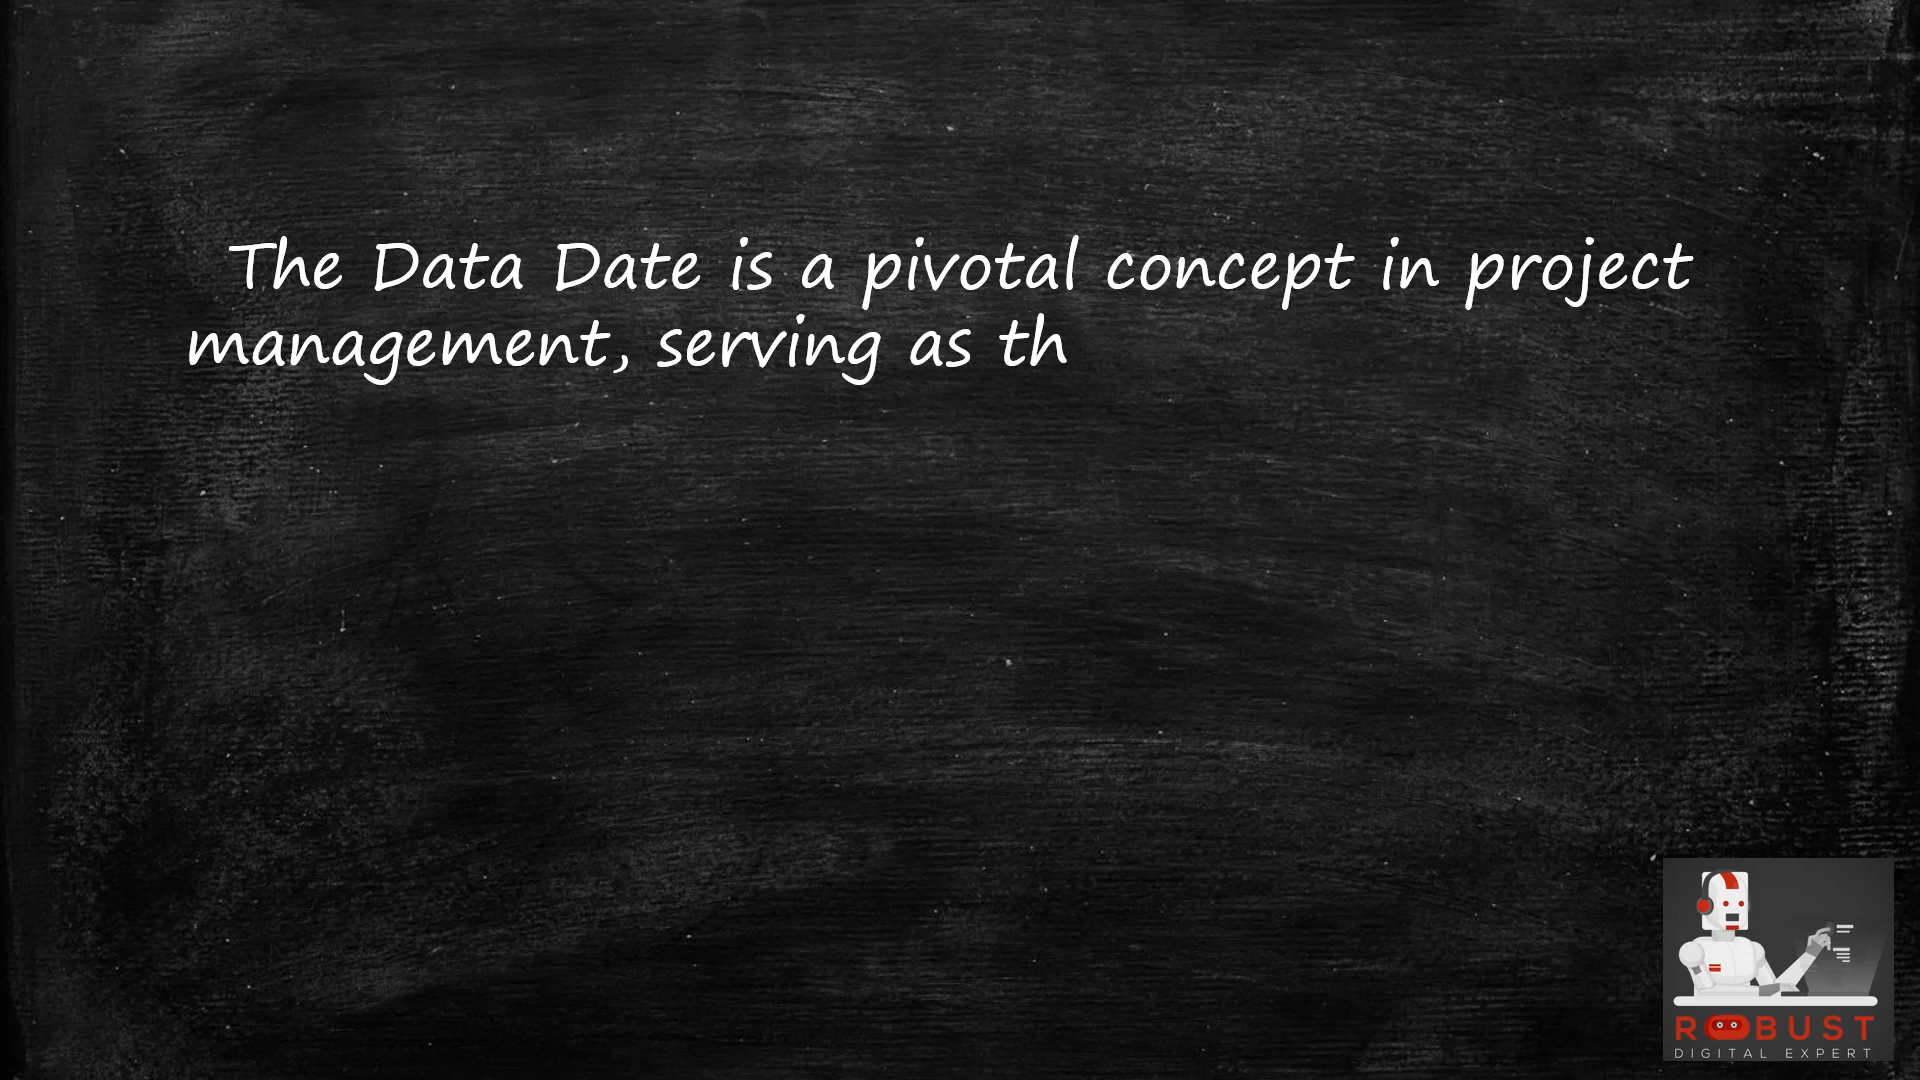 The Data Date is a pivotal concept in project
management, serving as th
ROBUST
DIGITAL EXPERT